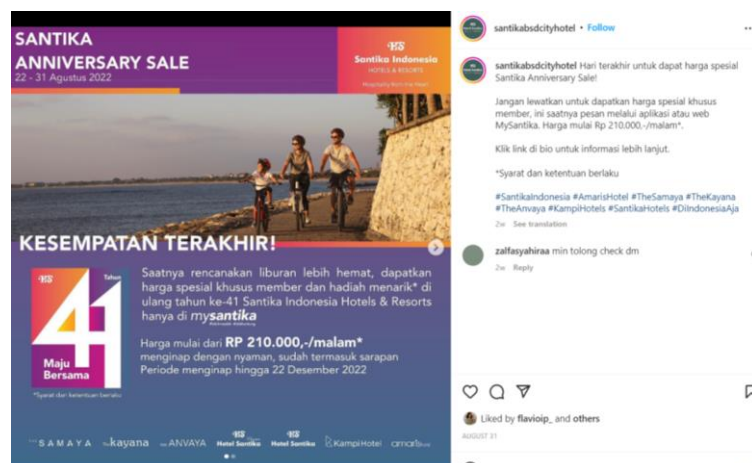 SANTIKA
ANNIVERSARY SALE
22 - 31 Agustus 2022
Santika Indonesia
HOTELS & RESORTS
Hospitality from the Heart
KESEMPATAN TERAKHIR!
Tahun
41
Maju
Bersama
*Syarat dan ketentuan berlaku
Saatnya rencanakan liburan lebih hemat, dapatkan
harga spesial khusus member dan hadiah menarik* di
ulang tahun ke-41 Santika Indonesia Hotels & Resorts
hanya di mysantika
Harga mulai dari RP 210.000,-/malam*
menginap dengan nyaman, sudah termasuk sarapan
Periode menginap hingga 22 Desember 2022
THE SAMAYA the kayana THE ANVAYA Hotel Santika Hotel Santika KampiHotel amaris
santikabsdcityhotel • Follow
santikabsdcityhotel Hari terakhir untuk dapat harga spesial
Santika Anniversary Sale!
Jangan lewatkan untuk dapatkan harga spesial khusus
member, ini saatnya pesan melalui aplikasi atau web
MySantika. Harga mulai Rp 210.000,-/malam*.
Klik link di bio untuk informasi lebih lanjut.
*Syarat dan ketentuan berlaku
#SantikaIndonesia #AmarisHotel #TheSamaya #TheKayana
#TheAnvaya #KampiHotels #SantikaHotels #DiIndonesiaAja
2w See translation
zalfasyahiraa min tolong check dm
2w Reply
Liked by flavioip_ and others
AUGUST 31